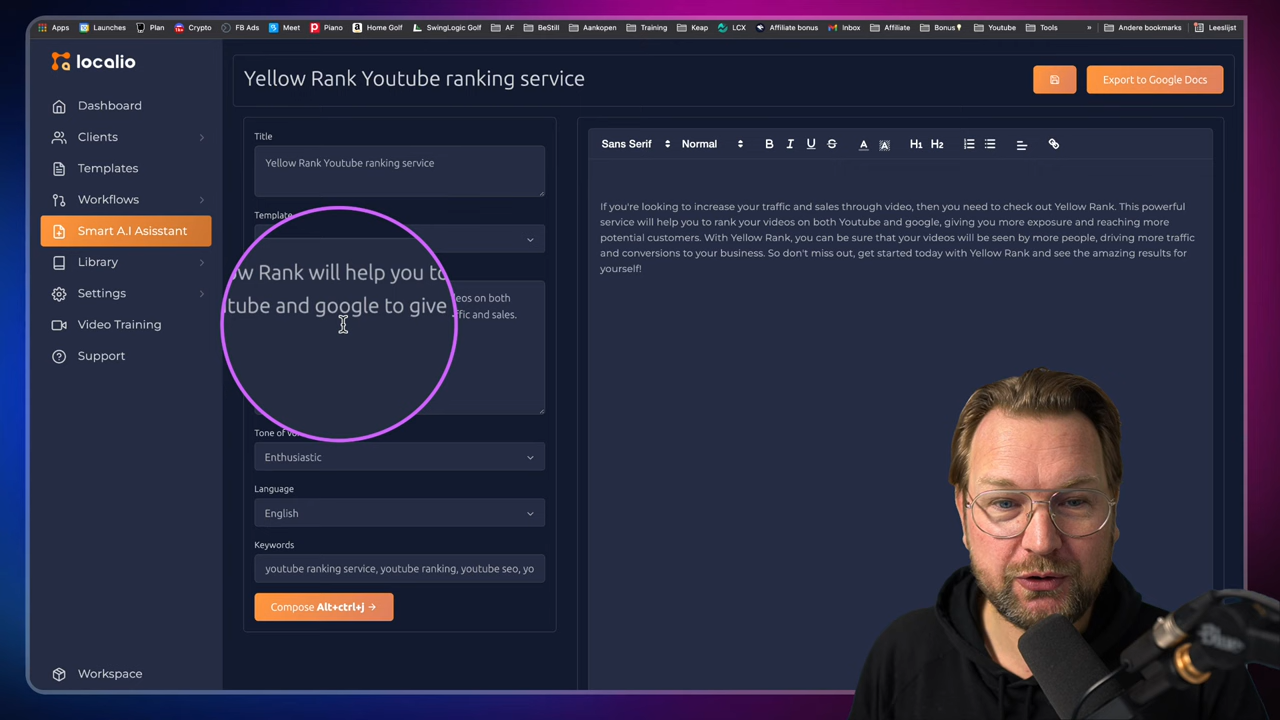 Apps
Launches
Plan
Crypto
FB Ads
Meet
Piano
Home Golf
SwingLogic Golf
AF
BeStill
Aankopen
Training
Keap
LCX
Affiliate bonus
Inbox
Affiliate
Bonus
Youtube
Tools
»
Andere bookmarks
Leeslijst
localio
Dashboard
Clients
Templates
Workflows
Smart A.I Asisstant
Library
Settings
Video Training
Support
Workspace
Yellow Rank Youtube ranking service
Export to Google Docs
Title
Yellow Rank Youtube ranking service
Template
ow Rank will help you to
utube and google to give
eos on both
ffic and sales.
Tone of vo
Enthusiastic
Language
English
Keywords
youtube ranking service, youtube ranking, youtube seo, yo
Compose Alt+ctrl+j →
Sans Serif Normal B I U S A A H1 H2
If you're looking to increase your traffic and sales through video, then you need to check out Yellow Rank. This powerful
service will help you to rank your videos on both Youtube and google, giving you more exposure and reaching more
potential customers. With Yellow Rank, you can be sure that your videos will be seen by more people, driving more traffic
and conversions to your business. So don't miss out, get started today with Yellow Rank and see the amazing results for
yourself!
Blue